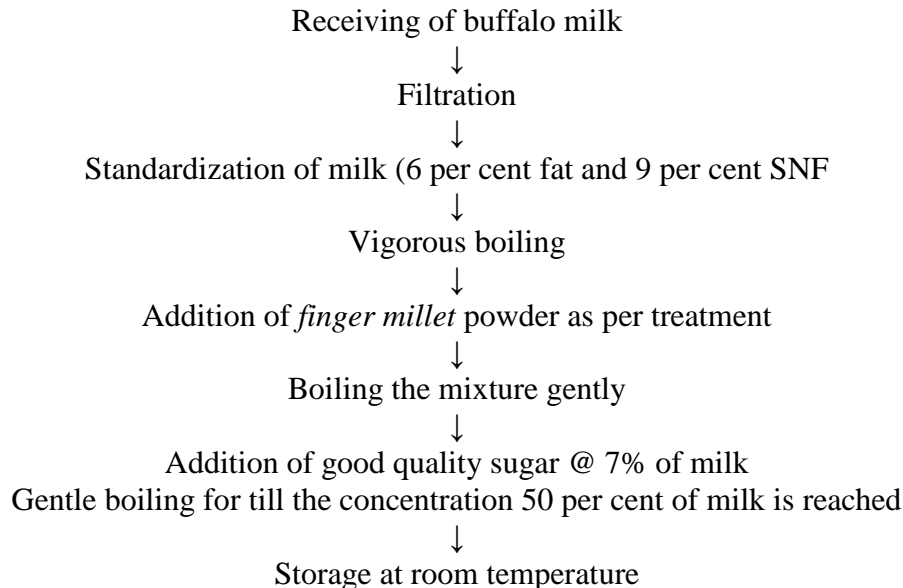 Receiving of buffalo milk
↓
Filtration
↓
Standardization of milk (6 per cent fat and 9 per cent SNF
↓
Vigorous boiling
↓
Addition of finger millet powder as per treatment
↓
Boiling the mixture gently
↓
Addition of good quality sugar @ 7% of milk
Gentle boiling for till the concentration 50 per cent of milk is reached
↓
Storage at room temperature